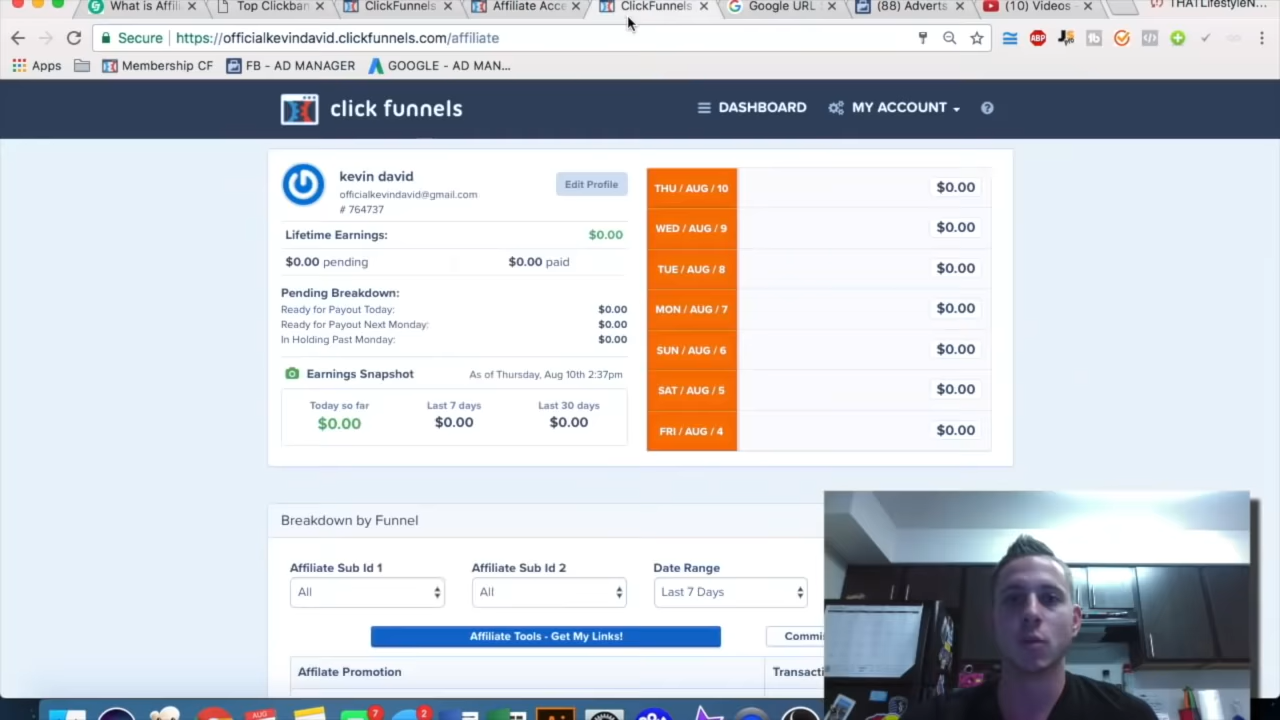 What is Affili
Top Clickban
ClickFunnels
Affiliate Acce
ClickFunnels
Google URL
(88) Adverts
(10) Videos -
THATLifestyleN...
Secure
https://officialkevindavid.clickfunnels.com/affiliate
Apps
Membership CF
FB - AD MANAGER
GOOGLE - AD MAN...
click funnels
DASHBOARD
MY ACCOUNT
kevin david
officialkevindavid@gmail.com
# 764737
Edit Profile
Lifetime Earnings: $0.00
$0.00 pending $0.00 paid
Pending Breakdown:
Ready for Payout Today: $0.00
Ready for Payout Next Monday: $0.00
In Holding Past Monday: $0.00
Earnings Snapshot As of Thursday, Aug 10th 2:37pm
Today so far Last 7 days Last 30 days
$0.00 $0.00 $0.00
THU / AUG / 10 $0.00
WED / AUG / 9 $0.00
TUE / AUG / 8 $0.00
MON / AUG / 7 $0.00
SUN / AUG / 6 $0.00
SAT / AUG / 5 $0.00
FRI / AUG / 4 $0.00
Breakdown by Funnel
Affiliate Sub Id 1 Affiliate Sub Id 2 Date Range
All All Last 7 Days
Affiliate Tools - Get My Links! Commi
Affilate Promotion Transacti
AUG
7
2